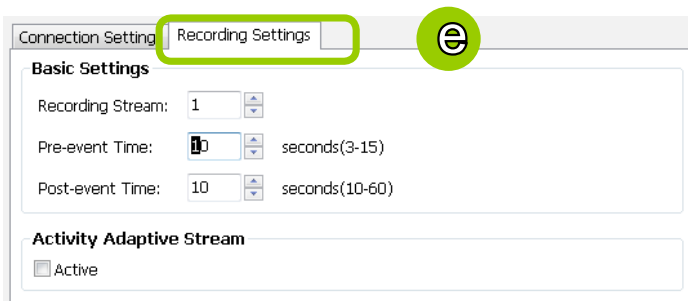 Connection Setting Recording Settings e
Basic Settings
Recording Stream: 1
Pre-event Time: 10 seconds(3-15)
Post-event Time: 10 seconds(10-60)
Activity Adaptive Stream
Active